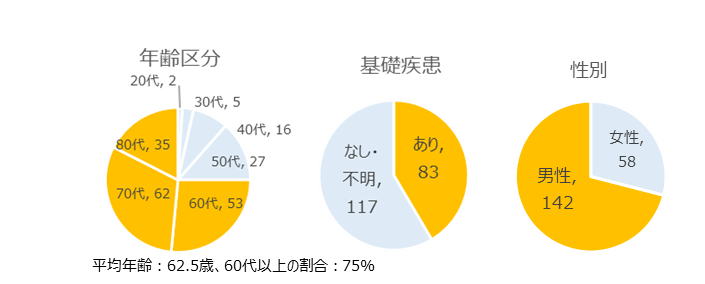 年齢区分
20代, 2
30代, 5
40代, 16
50代, 27
60代, 53
70代, 62
80代, 35
平均年齢：62.5歳、60代以上の割合：75%
基礎疾患
あり,
83
なし・
不明,
117
性別
女性,
58
男性,
142